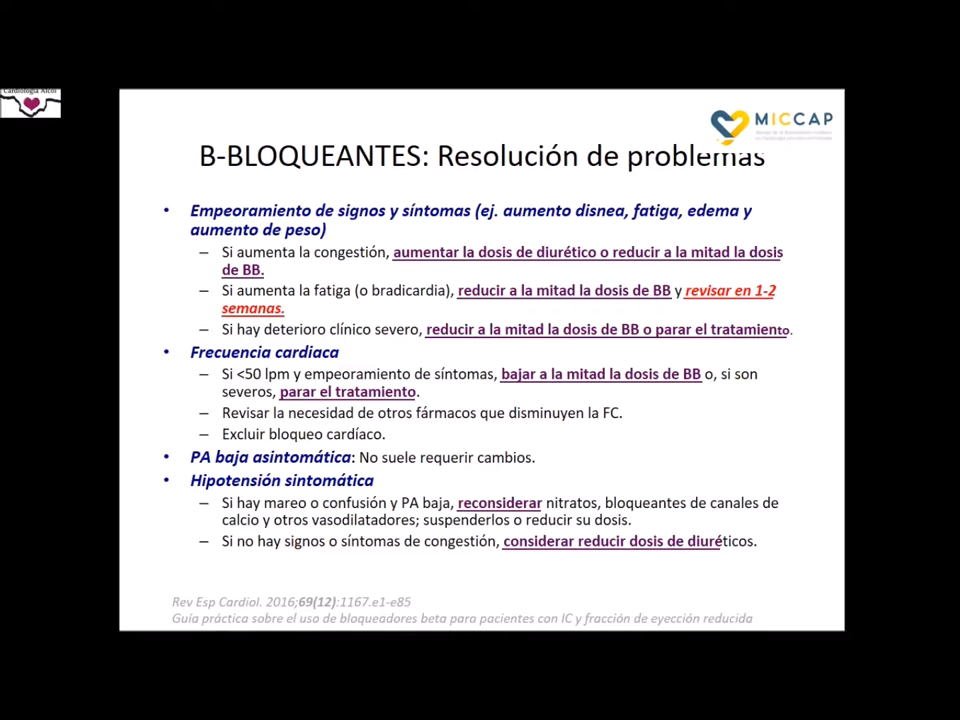 Cardiología Alcoi
MICCAP
B-BLOQUEANTES: Resolución de problemas
• Empeoramiento de signos y síntomas (ej. aumento disnea, fatiga, edema y
aumento de peso)
– Si aumenta la congestión, aumentar la dosis de diurético o reducir a la mitad la dosis
de BB.
– Si aumenta la fatiga (o bradicardia), reducir a la mitad la dosis de BB y revisar en 1-2
semanas.
– Si hay deterioro clínico severo, reducir a la mitad la dosis de BB o parar el tratamiento.
• Frecuencia cardiaca
– Si <50 lpm y empeoramiento de síntomas, bajar a la mitad la dosis de BB o, si son
severos, parar el tratamiento.
– Revisar la necesidad de otros fármacos que disminuyen la FC.
– Excluir bloqueo cardíaco.
• PA baja asintomática: No suele requerir cambios.
• Hipotensión sintomática
– Si hay mareo o confusión y PA baja, reconsiderar nitratos, bloqueantes de canales de
calcio y otros vasodilatadores; suspenderlos o reducir su dosis.
– Si no hay signos o síntomas de congestión, considerar reducir dosis de diuréticos.
Rev Esp Cardiol. 2016;69(12):1167.e1-e85
Guía práctica sobre el uso de bloqueadores beta para pacientes con IC y fracción de eyección reducida